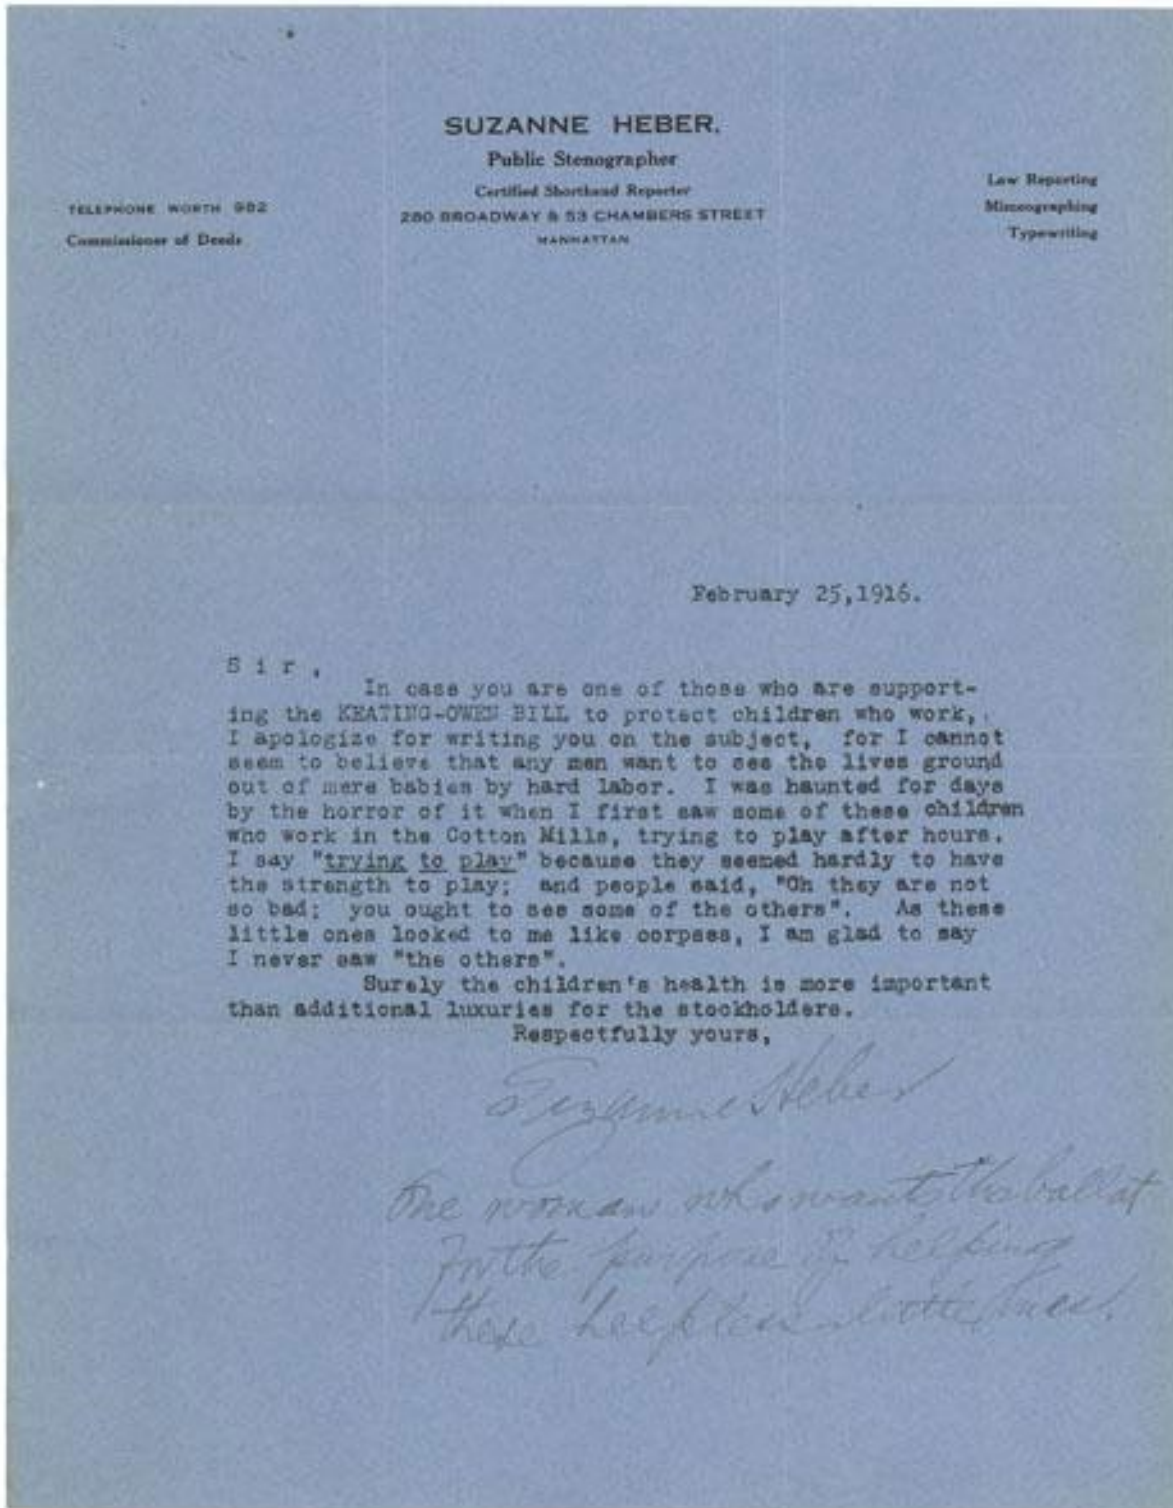 SUZANNE HEBER.
Public Stenographer
Certified Shorthand Reporter
280 BROADWAY & 53 CHAMBERS STREET
MANHATTAN
TELEPHONE WORTH 982
Commissioner of Deeds
Law Reporting
Mimeographing
Typewriting
February 25,1916.
S i r ,
In case you are one of those who are support-
ing the KEATING-OWEN BILL to protect children who work,
I apologize for writing you on the subject, for I cannot
seem to believe that any men want to see the lives ground
out of mere babies by hard labor. I was haunted for days
by the horror of it when I first saw some of these children
who work in the Cotton Mills, trying to play after hours.
I say "trying to play" because they seemed hardly to have
the strength to play; and people said, "Oh they are not
so bad; you ought to see some of the others". As these
little ones looked to me like corpses, I am glad to say
I never saw "the others".
Surely the children's health is more important
than additional luxuries for the stockholders.
Respectfully yours,
Suzanne Heber
One woman who wants the ballot
for the purpose of helping
these helpless little ones.